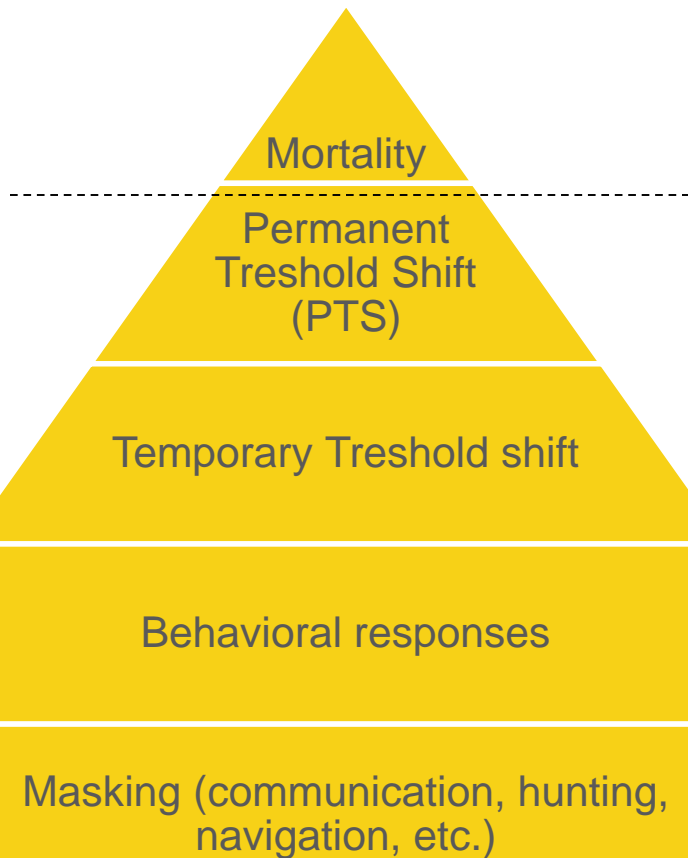 Mortality
Permanent
Treshold Shift
(PTS)
Temporary Treshold shift
Behavioral responses
Masking (communication, hunting,
navigation, etc.)